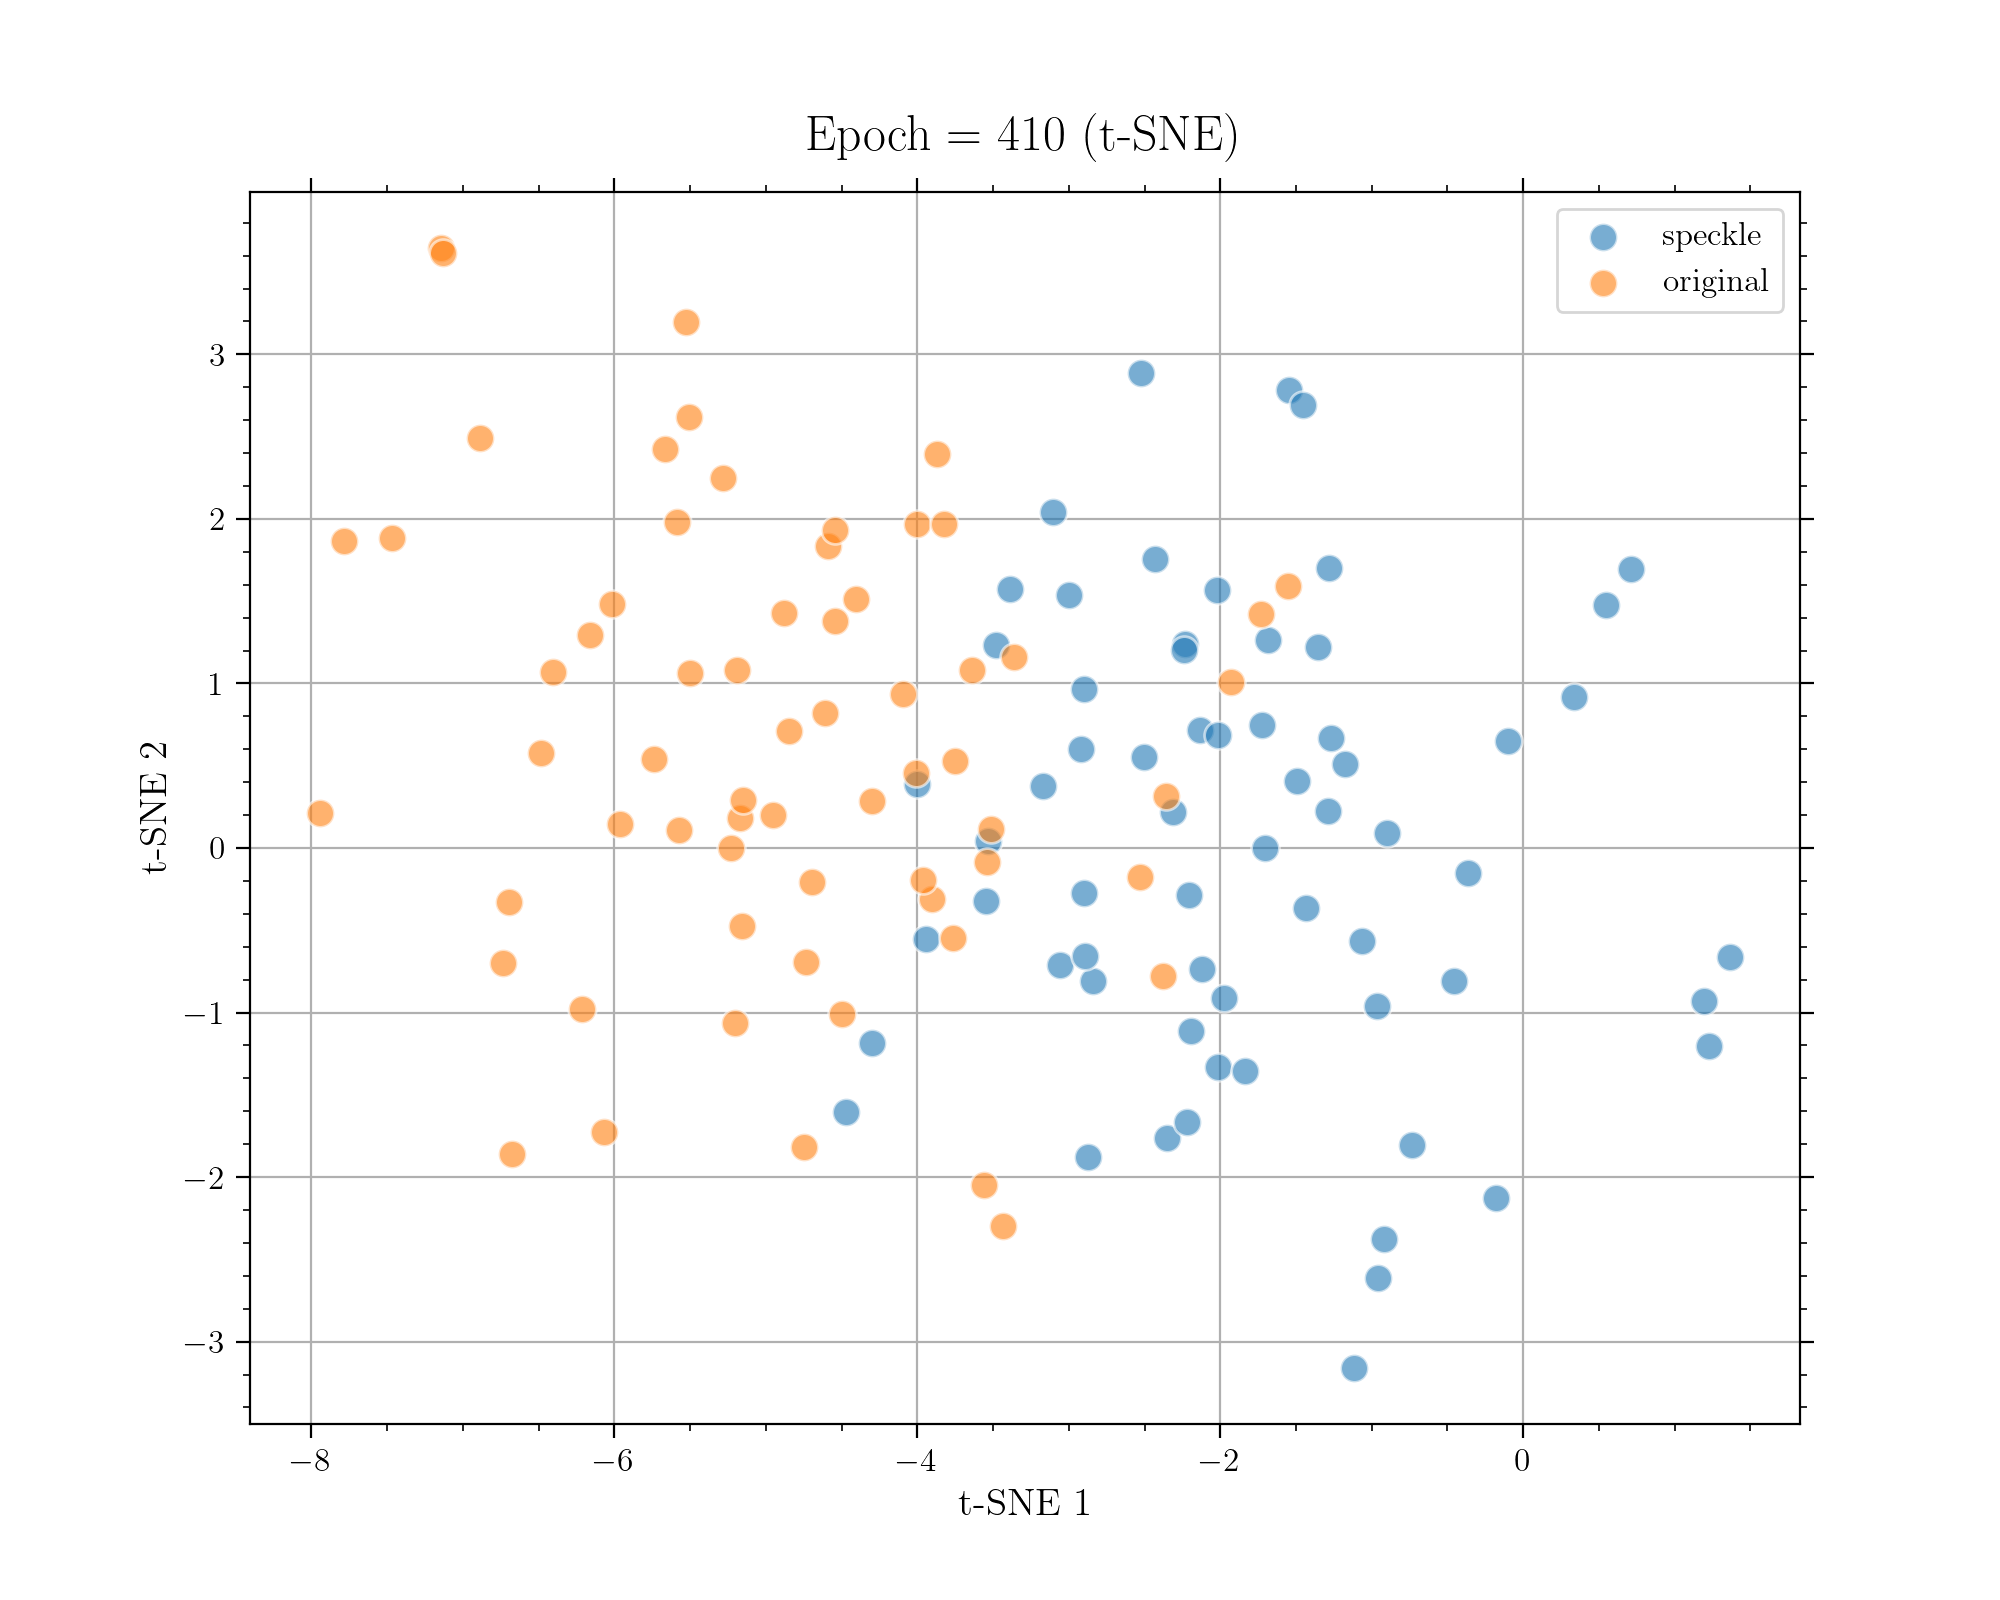 Epoch = 410 (t-SNE)
speckle
original
3
2
1
0
−1
−2
−3
t-SNE 2
−8
−6
−4
−2
0
t-SNE 1